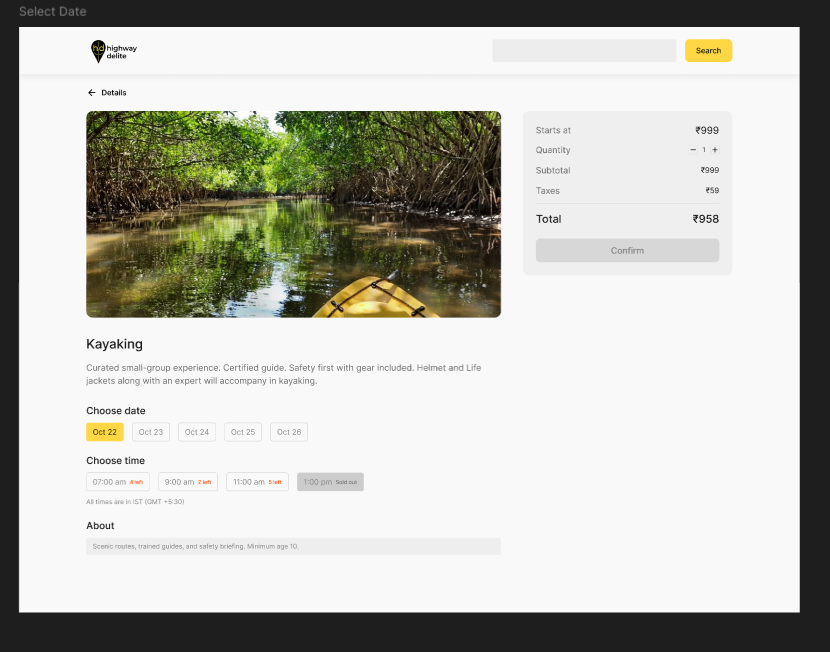 Select Date
hd highway
delite
Search
Details
Starts at ₹999
Quantity − 1 +
Subtotal ₹999
Taxes ₹59
Total ₹958
Confirm
Kayaking
Curated small-group experience. Certified guide. Safety first with gear included. Helmet and Life
jackets along with an expert will accompany in kayaking.
Choose date
Oct 22 Oct 23 Oct 24 Oct 25 Oct 26
Choose time
07:00 am 4 left 9:00 am 2 left 11:00 am 5 left 1:00 pm Sold out
All times are in IST (GMT +5:30)
About
Scenic routes, trained guides, and safety briefing. Minimum age 10.